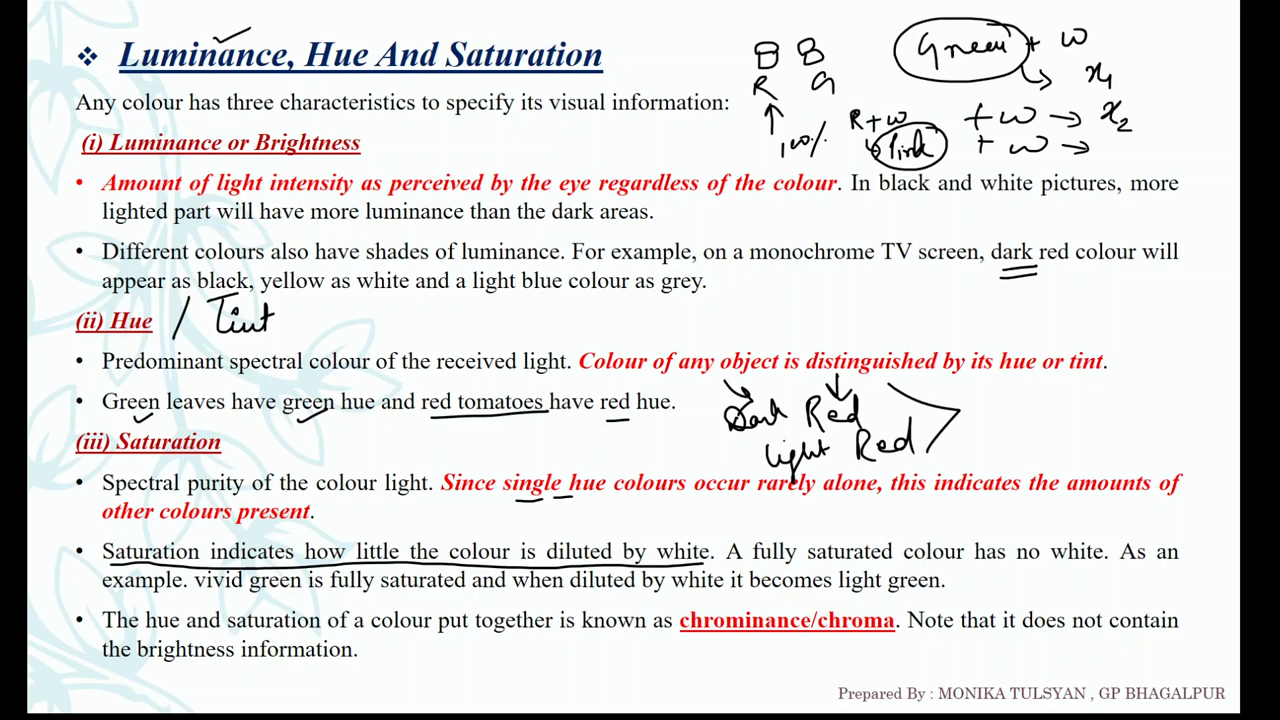 ❖ Luminance, Hue And Saturation
Green + w
B B
R G
x1
Any colour has three characteristics to specify its visual information:
R+w
+ w → x2
100%
Pink
+ w →
(i) Luminance or Brightness
• Amount of light intensity as perceived by the eye regardless of the colour. In black and white pictures, more
lighted part will have more luminance than the dark areas.
• Different colours also have shades of luminance. For example, on a monochrome TV screen, dark red colour will
appear as black, yellow as white and a light blue colour as grey.
(ii) Hue / Tint
• Predominant spectral colour of the received light. Colour of any object is distinguished by its hue or tint.
• Green leaves have green hue and red tomatoes have red hue.
Dark Red
light Red
(iii) Saturation
• Spectral purity of the colour light. Since single hue colours occur rarely alone, this indicates the amounts of
other colours present.
• Saturation indicates how little the colour is diluted by white. A fully saturated colour has no white. As an
example. vivid green is fully saturated and when diluted by white it becomes light green.
• The hue and saturation of a colour put together is known as chrominance/chroma. Note that it does not contain
the brightness information.
Prepared By : MONIKA TULSYAN , GP BHAGALPUR